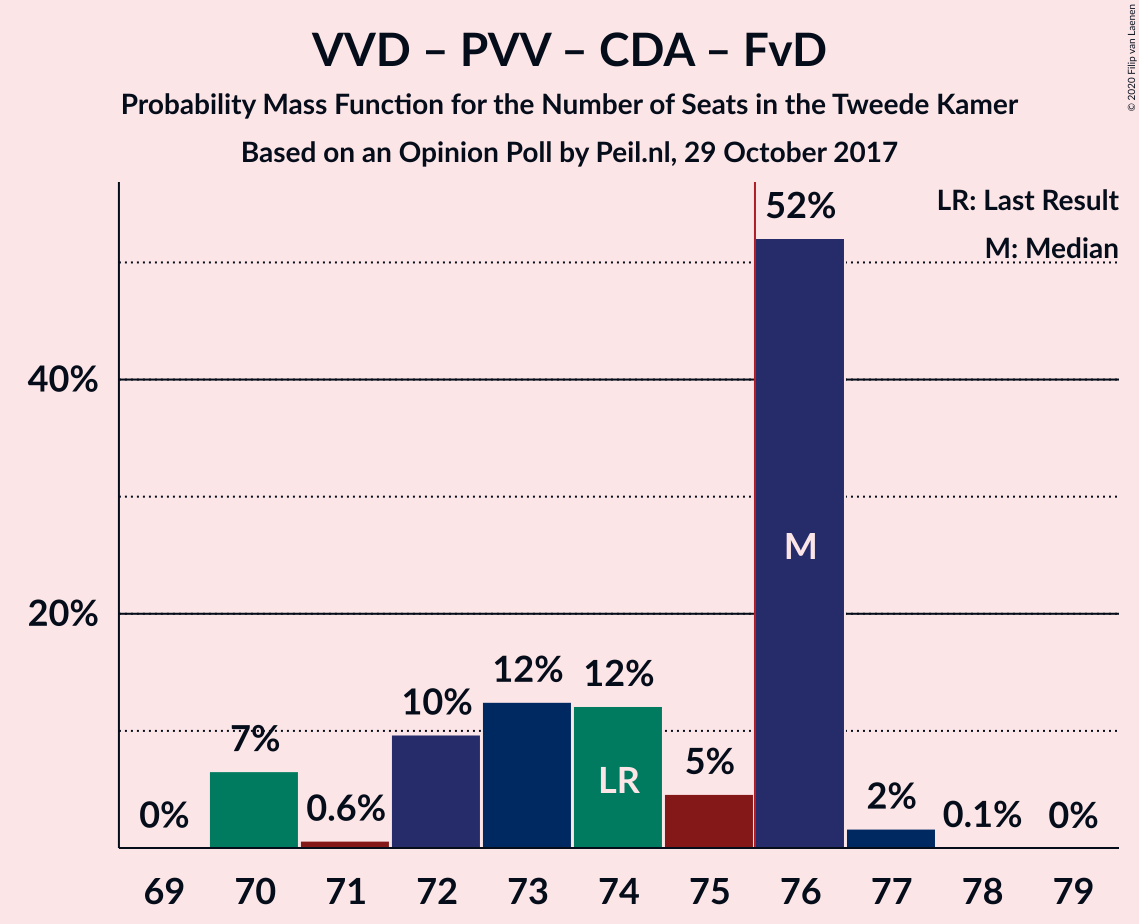 VVD – PVV – CDA – FvD
Probability Mass Function for the Number of Seats in the Tweede Kamer
Based on an Opinion Poll by Peil.nl, 29 October 2017
© 2020 Filip van Laenen
LR: Last Result
M: Median
40%
20%
0%
7%
0.6%
10%
12%
12%
5%
52%
2%
0.1%
0%
LR
M
69 70 71 72 73 74 75 76 77 78 79